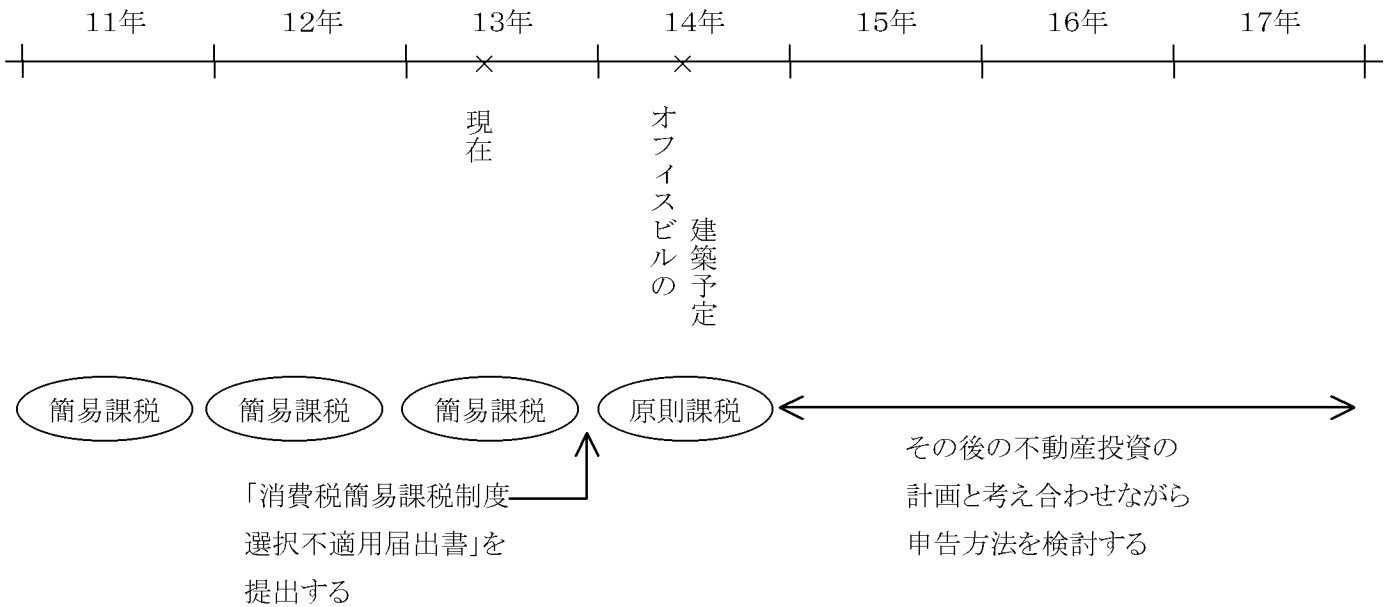 11年 12年 13年 14年 15年 16年 17年
現在
オフィスビルの
建築予定
簡易課税 簡易課税 簡易課税 原則課税
「消費税簡易課税制度
選択不適用届出書」を
提出する
その後の不動産投資の
計画と考え合わせながら
申告方法を検討する